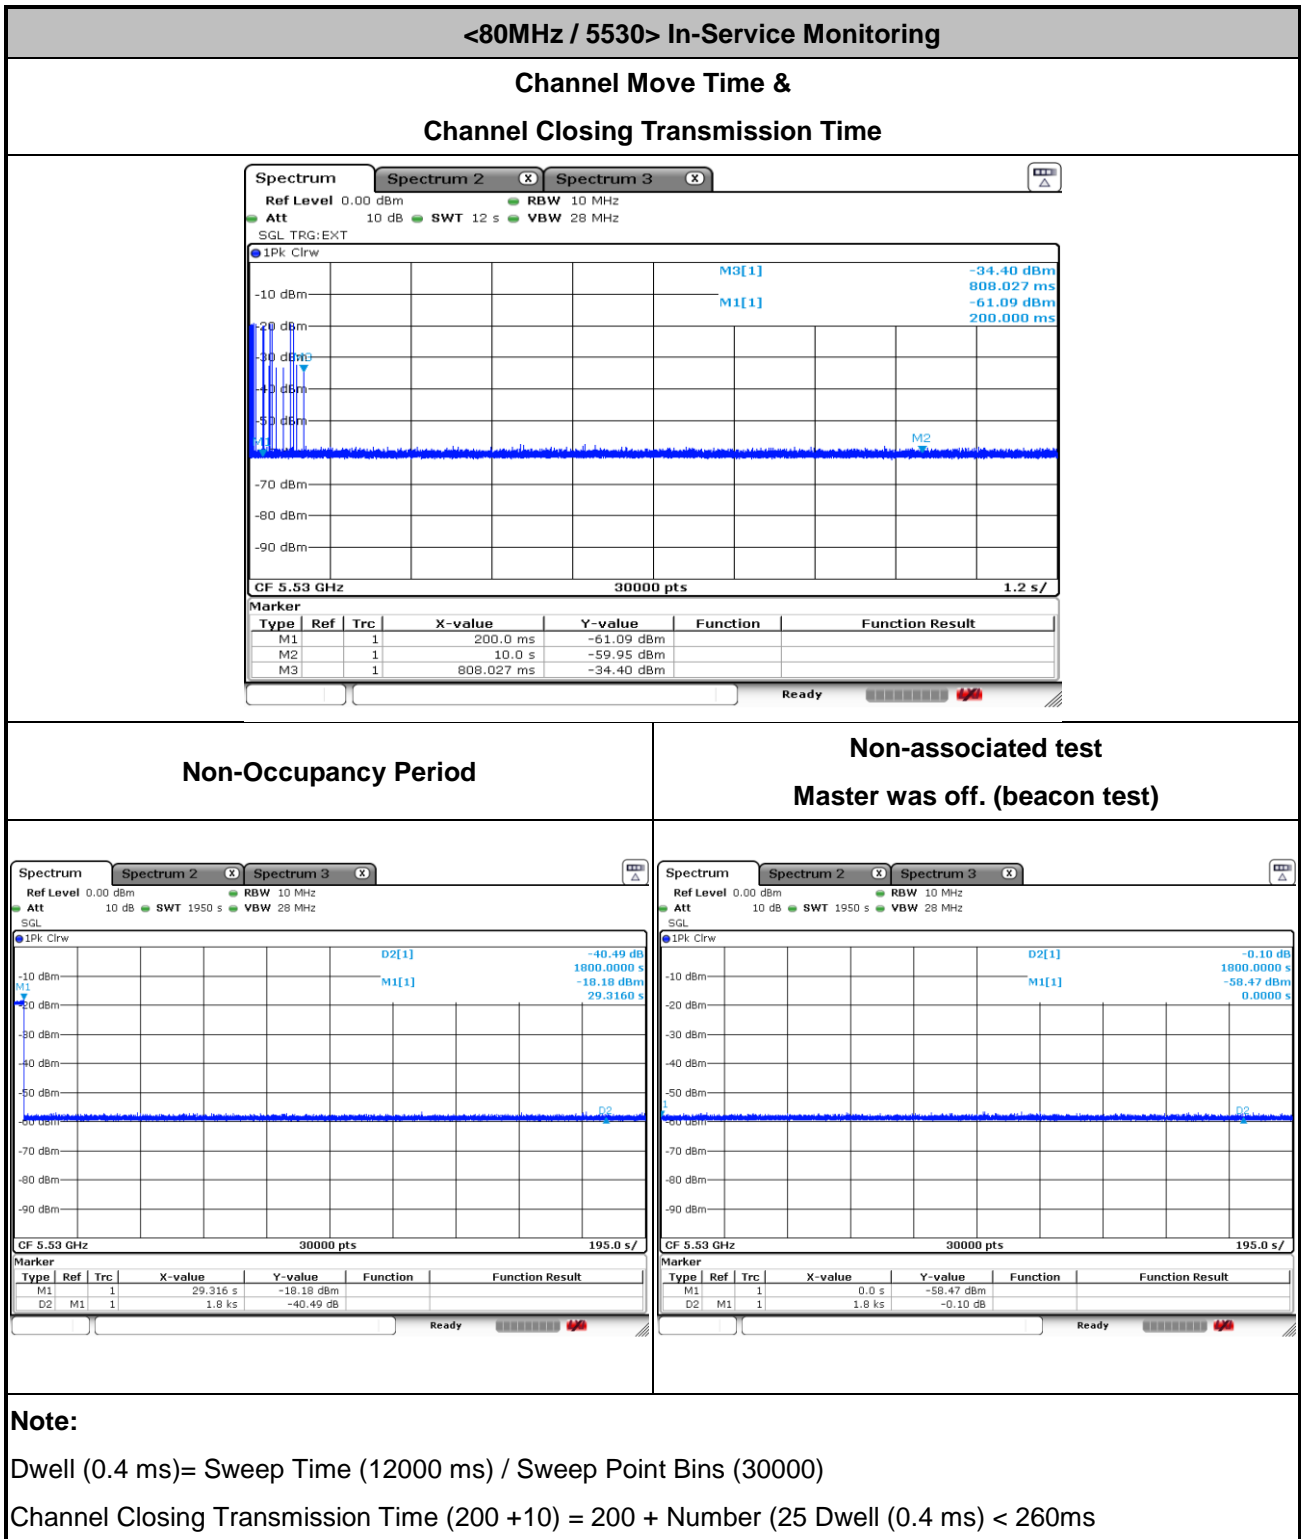 <80MHz / 5530> In-Service Monitoring
Channel Move Time &
Channel Closing Transmission Time
Spectrum Spectrum 2 X Spectrum 3 X
Ref Level 0.00 dBm RBW 10 MHz
Att 10 dB SWT 12 s VBW 28 MHz
SGL TRG:EXT
1Pk Clrw
M3[1] -34.40 dBm
808.027 ms
-10 dBm
M1[1] -61.09 dBm
200.000 ms
-20 dBm
-30 dBm M3
-40 dBm
-50 dBm
M1 M2
-70 dBm
-80 dBm
-90 dBm
CF 5.53 GHz 30000 pts 1.2 s/
Marker
Type Ref Trc X-value Y-value Function Function Result
M1 1 200.0 ms -61.09 dBm
M2 1 10.0 s -59.95 dBm
M3 1 808.027 ms -34.40 dBm
Ready
Non-Occupancy Period
Non-associated test
Master was off. (beacon test)
Spectrum Spectrum 2 X Spectrum 3 X
Ref Level 0.00 dBm RBW 10 MHz
Att 10 dB SWT 1950 s VBW 28 MHz
SGL
1Pk Clrw
D2[1] -40.49 dB
1800.0000 s
-10 dBm
M1[1] -18.18 dBm
M1
29.3160 s
-20 dBm
-30 dBm
-40 dBm
-50 dBm
D2
-60 dBm
-70 dBm
-80 dBm
-90 dBm
CF 5.53 GHz 30000 pts 195.0 s/
Marker
Type Ref Trc X-value Y-value Function Function Result
M1 1 29.316 s -18.18 dBm
D2 M1 1 1.8 ks -40.49 dB
Ready
Spectrum Spectrum 2 X Spectrum 3 X
Ref Level 0.00 dBm RBW 10 MHz
Att 10 dB SWT 1950 s VBW 28 MHz
SGL
1Pk Clrw
D2[1] -0.10 dB
1800.0000 s
-10 dBm
M1[1] -58.47 dBm
0.0000 s
-20 dBm
-30 dBm
-40 dBm
-50 dBm
1 D2
-60 dBm
-70 dBm
-80 dBm
-90 dBm
CF 5.53 GHz 30000 pts 195.0 s/
Marker
Type Ref Trc X-value Y-value Function Function Result
M1 1 0.0 s -58.47 dBm
D2 M1 1 1.8 ks -0.10 dB
Ready
Note:
Dwell (0.4 ms)= Sweep Time (12000 ms) / Sweep Point Bins (30000)
Channel Closing Transmission Time (200 +10) = 200 + Number (25 Dwell (0.4 ms) < 260ms